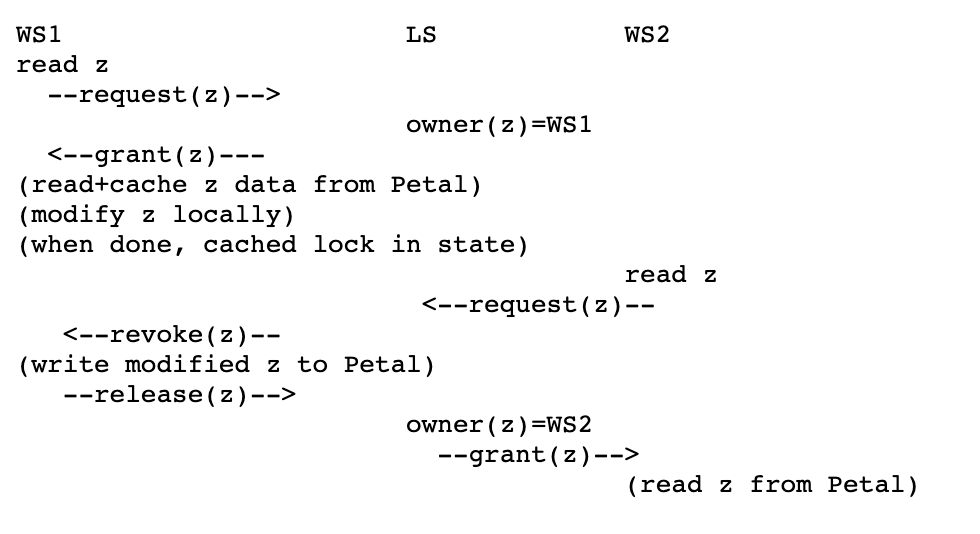 WS1                      LS            WS2
read z
  --request(z)-->
                         owner(z)=WS1
  <--grant(z)---
(read+cache z data from Petal)
(modify z locally)
(when done, cached lock in state)
                                       read z
                          <--request(z)--
   <--revoke(z)--
(write modified z to Petal)
   --release(z)-->
                         owner(z)=WS2
                           --grant(z)-->
                                       (read z from Petal)